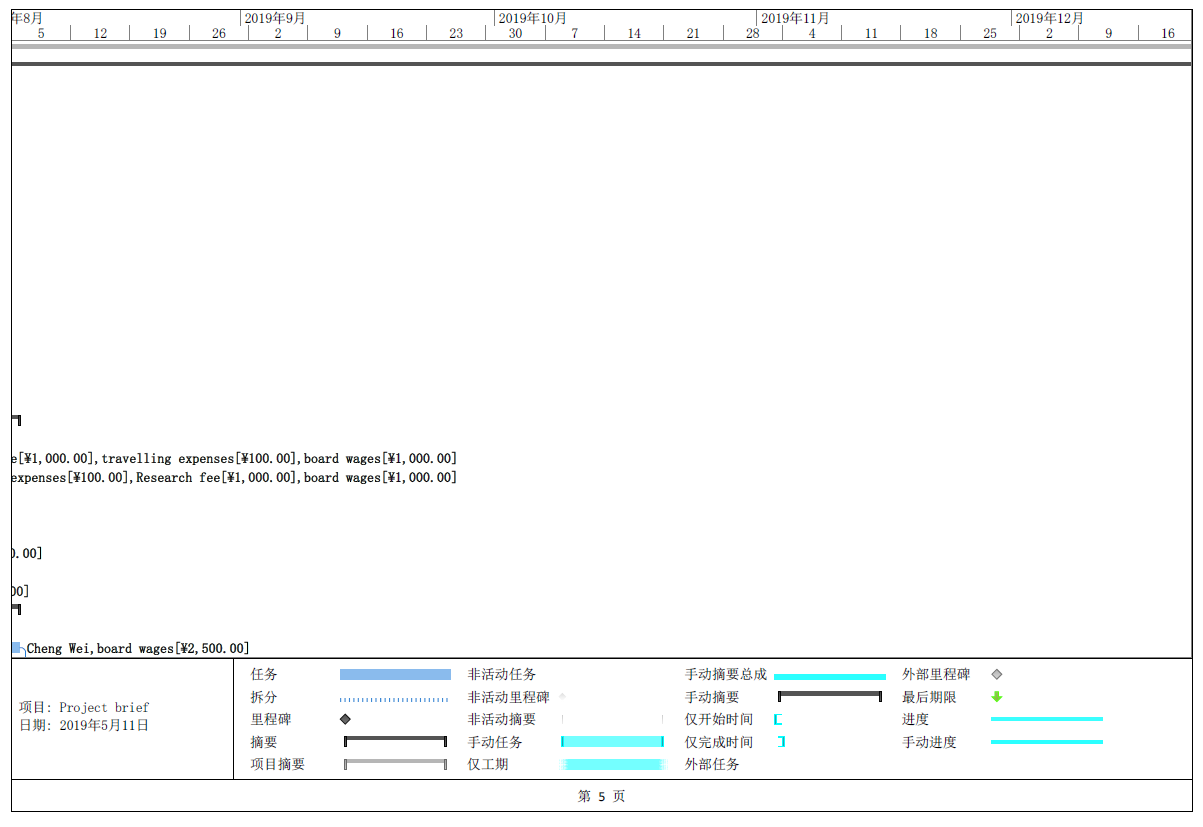 年8月 2019年9月 2019年10月 2019年11月 2019年12月
5 12 19 26 2 9 16 23 30 7 14 21 28 4 11 18 25 2 9 16
e[¥1,000.00],travelling expenses[¥100.00],board wages[¥1,000.00]
expenses[¥100.00],Research fee[¥1,000.00],board wages[¥1,000.00]
0.00]
00]
Cheng Wei,board wages[¥2,500.00]
项目: Project brief
日期: 2019年5月11日
任务 非活动任务 手动摘要总成 外部里程碑
拆分 非活动里程碑 手动摘要 最后期限
里程碑 非活动摘要 仅开始时间 进度
摘要 手动任务 仅完成时间 手动进度
项目摘要 仅工期 外部任务
第 5 页